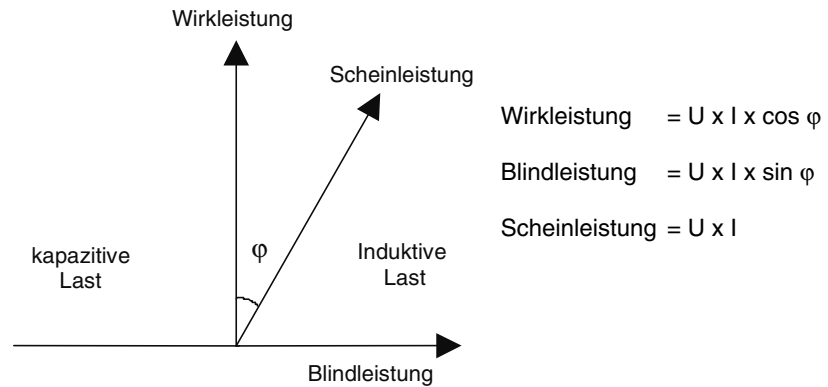 Wirkleistung
Scheinleistung
kapazitive
Last
φ
Induktive
Last
Blindleistung
Wirkleistung = U x I x cos φ
Blindleistung = U x I x sin φ
Scheinleistung = U x I